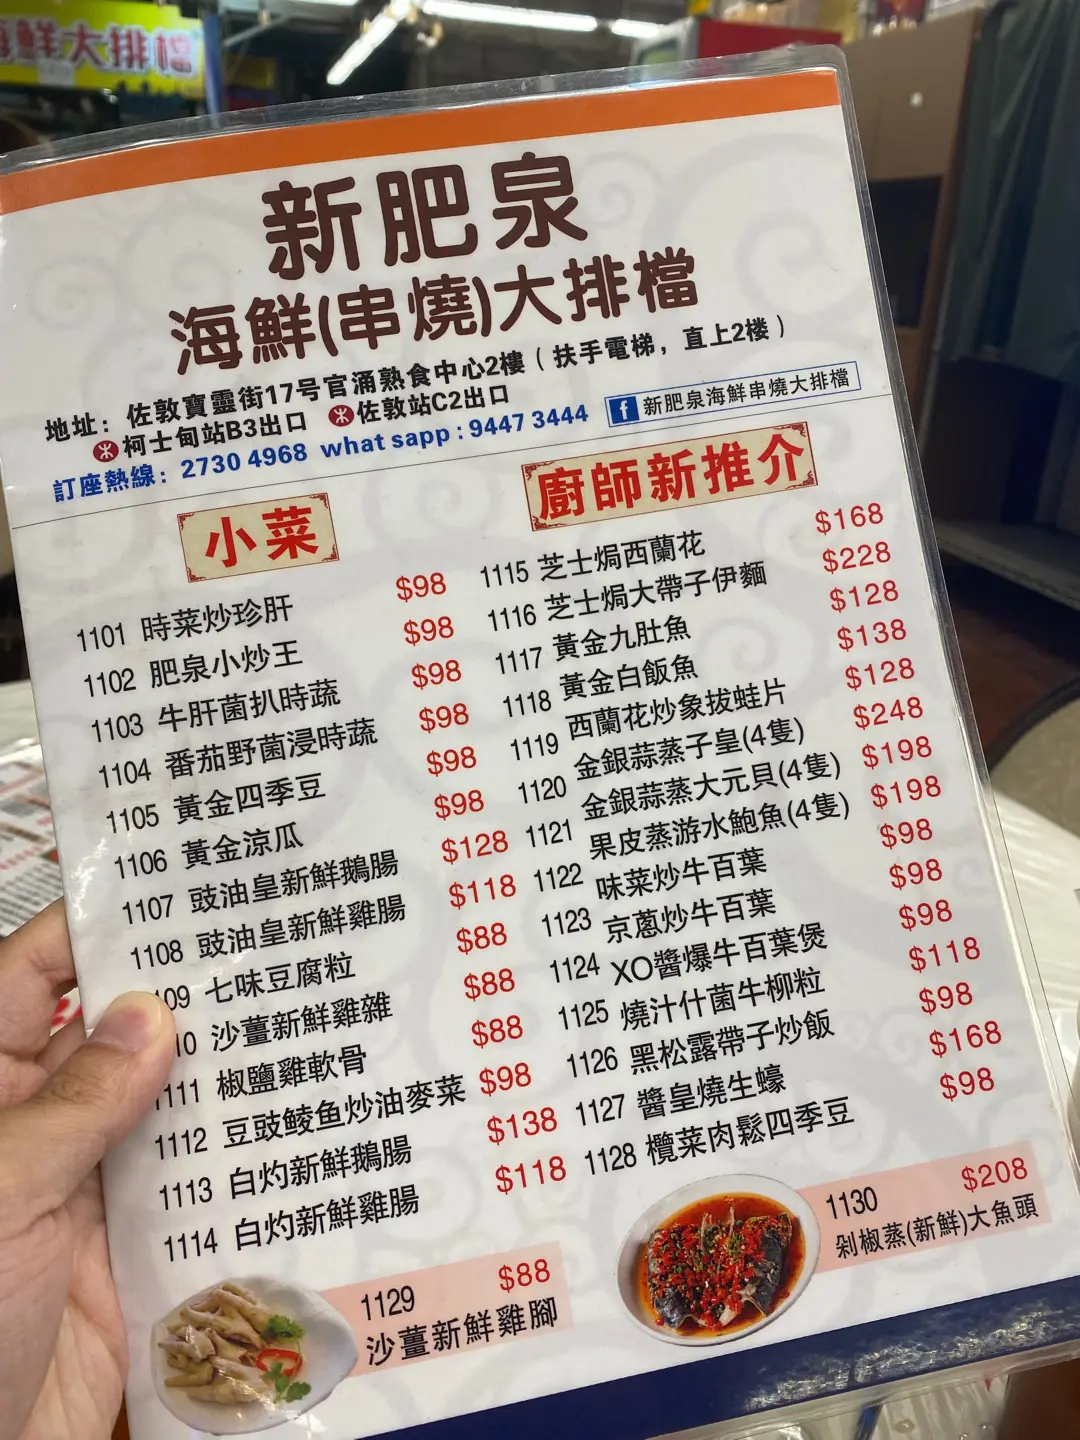 海鮮大排檔
新肥泉
海鮮(串燒)大排檔
地址：佐敦寶靈街17号官涌熟食中心2樓（扶手電梯，直上2楼）
柯士甸站B3出口 佐敦站C2出口
訂座熱線：2730 4968 what sapp : 9447 3444 新肥泉海鮮串燒大排檔
小菜
1101 時菜炒珍肝 $98
1102 肥泉小炒王 $98
1103 牛肝菌扒時蔬 $98
1104 番茄野菌浸時蔬 $98
1105 黃金四季豆 $98
1106 黃金涼瓜 $98
1107 豉油皇新鮮鵝腸 $128
1108 豉油皇新鮮雞腸 $118
109 七味豆腐粒 $88
10 沙薑新鮮雞雜 $88
1111 椒鹽雞軟骨 $88
1112 豆豉鯪鱼炒油麥菜 $98
1113 白灼新鮮鵝腸 $138
1114 白灼新鮮雞腸 $118
廚師新推介
1115 芝士焗西蘭花 $168
1116 芝士焗大帶子伊麵 $228
1117 黃金九肚魚 $128
1118 黃金白飯魚 $138
1119 西蘭花炒象拔蛙片 $128
金銀蒜蒸子皇(4隻) $248
1120 金銀蒜蒸大元貝(4隻) $198
1121 果皮蒸游水鮑魚(4隻) $198
1122 味菜炒牛百葉 $98
1123 京蔥炒牛百葉 $98
1124 XO醬爆牛百葉煲 $98
1125 燒汁什菌牛柳粒 $118
1126 黑松露帶子炒飯 $98
1127 醬皇燒生蠔 $168
1128 欖菜肉鬆四季豆 $98
1129 $88
沙薑新鮮雞腳
1130 $208
剁椒蒸(新鮮)大魚頭